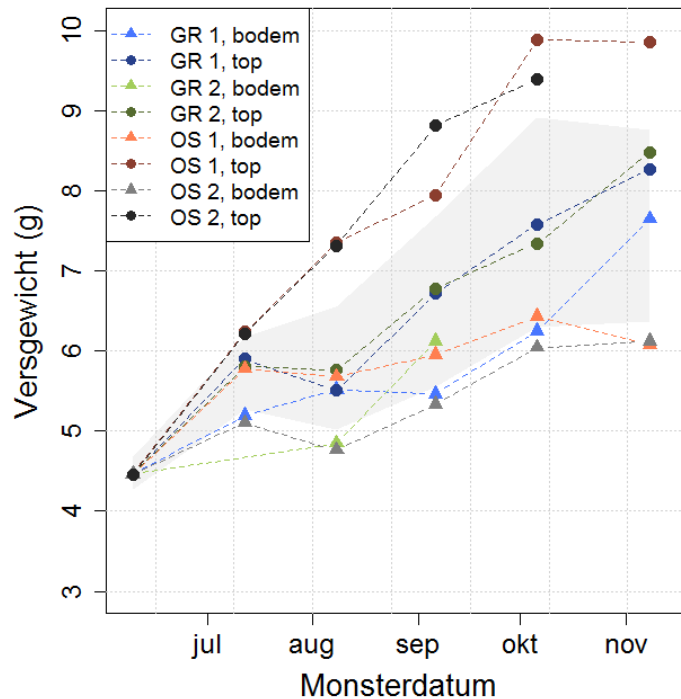 GR 1, bodem
GR 1, top
GR 2, bodem
GR 2, top
OS 1, bodem
OS 1, top
OS 2, bodem
OS 2, top
Versgewicht (g)
10
9
8
7
6
5
4
3
jul aug sep okt nov
Monsterdatum